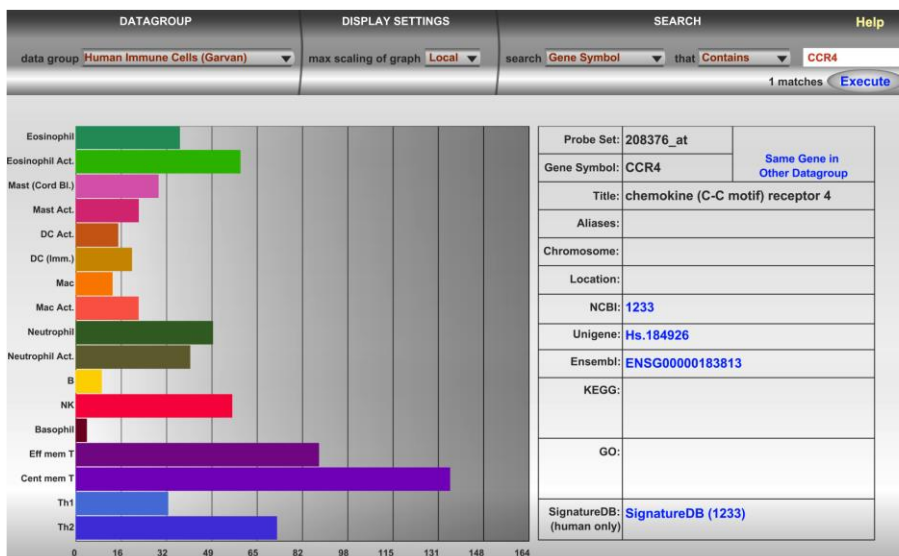 DATAGROUP DISPLAY SETTINGS SEARCH Help
data group Human Immune Cells (Garvan) max scaling of graph Local search Gene Symbol that Contains CCR4
1 matches Execute
Eosinophil
Eosinophil Act.
Mast (Cord Bl.)
Mast Act.
DC Act.
DC (Imm.)
Mac
Mac Act.
Neutrophil
Neutrophil Act.
B
NK
Basophil
Eff mem T
Cent mem T
Th1
Th2
0 16 32 49 65 82 98 115 131 148 164
Probe Set: 208376_at
Gene Symbol: CCR4
Same Gene in
Other Datagroup
Title: chemokine (C-C motif) receptor 4
Aliases:
Chromosome:
Location:
NCBI: 1233
Unigene: Hs.184926
Ensembl: ENSG00000183813
KEGG:
GO:
SignatureDB: SignatureDB (1233)
(human only)